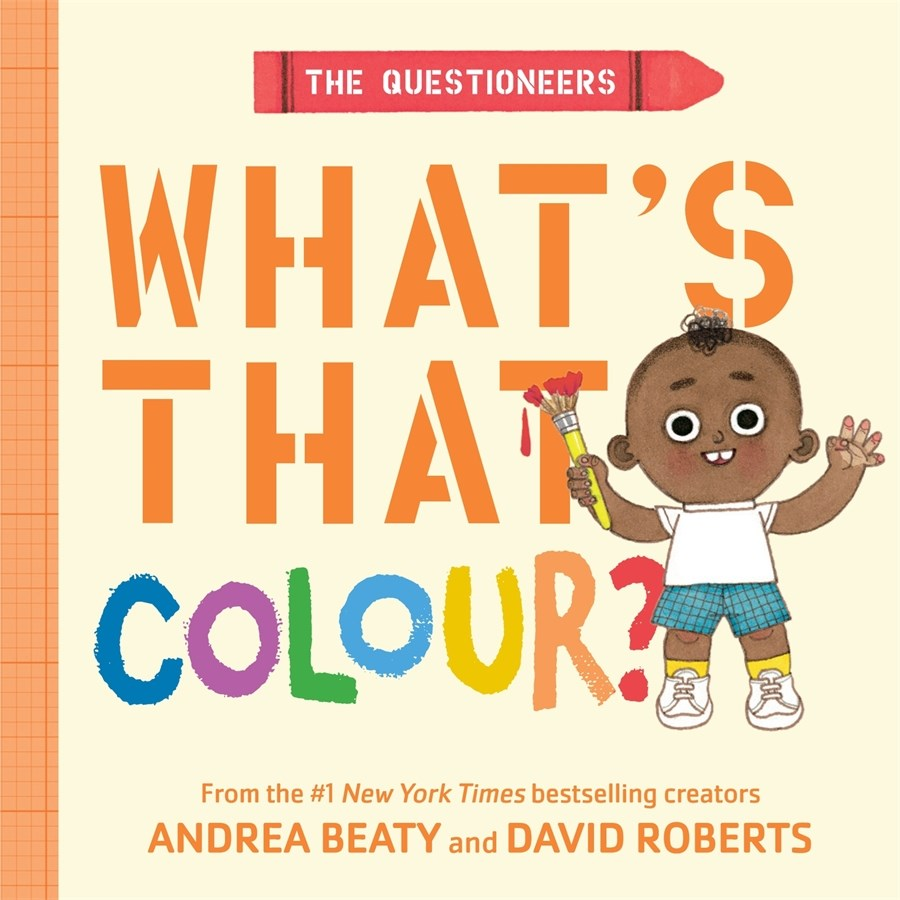 THE QUESTIONEERS
WHAT'S
THAT
COLOUR?
From the #1 New York Times bestselling creators
ANDREA BEATY and DAVID ROBERTS